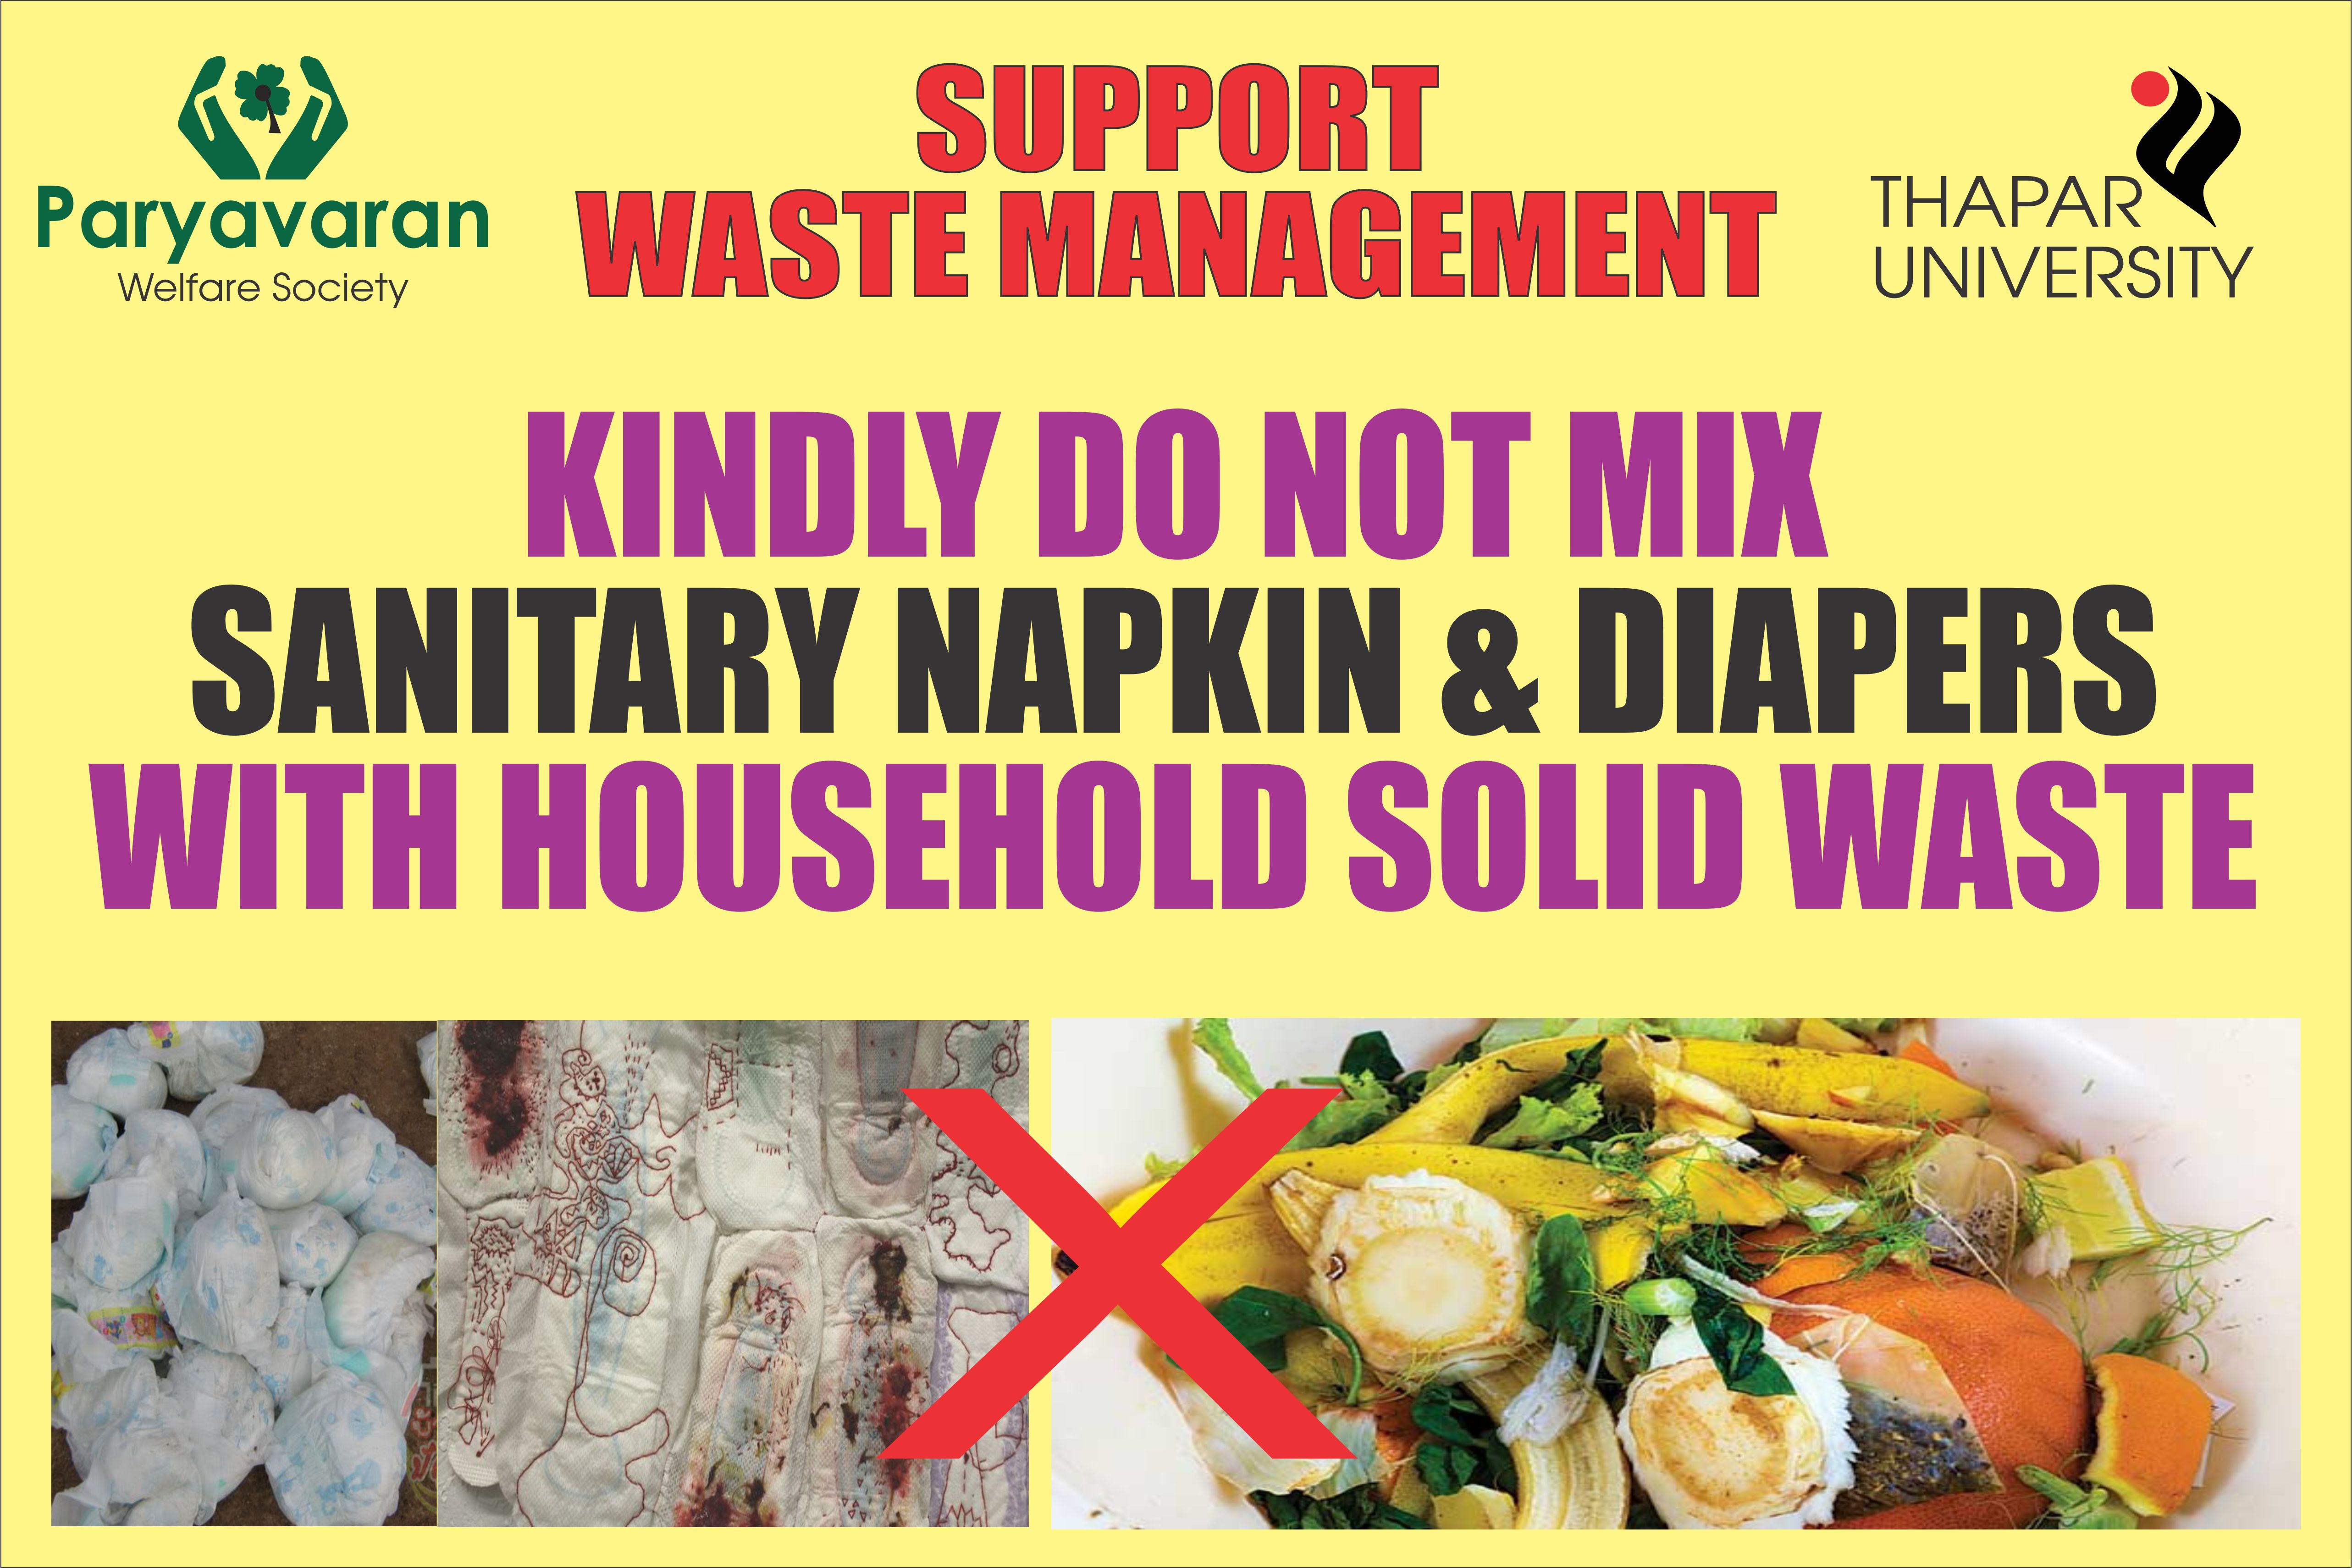 Paryavaran
Welfare Society
SUPPORT
WASTE MANAGEMENT
THAPAR
UNIVERSITY
KINDLY DO NOT MIX
SANITARY NAPKIN & DIAPERS
WITH HOUSEHOLD SOLID WASTE